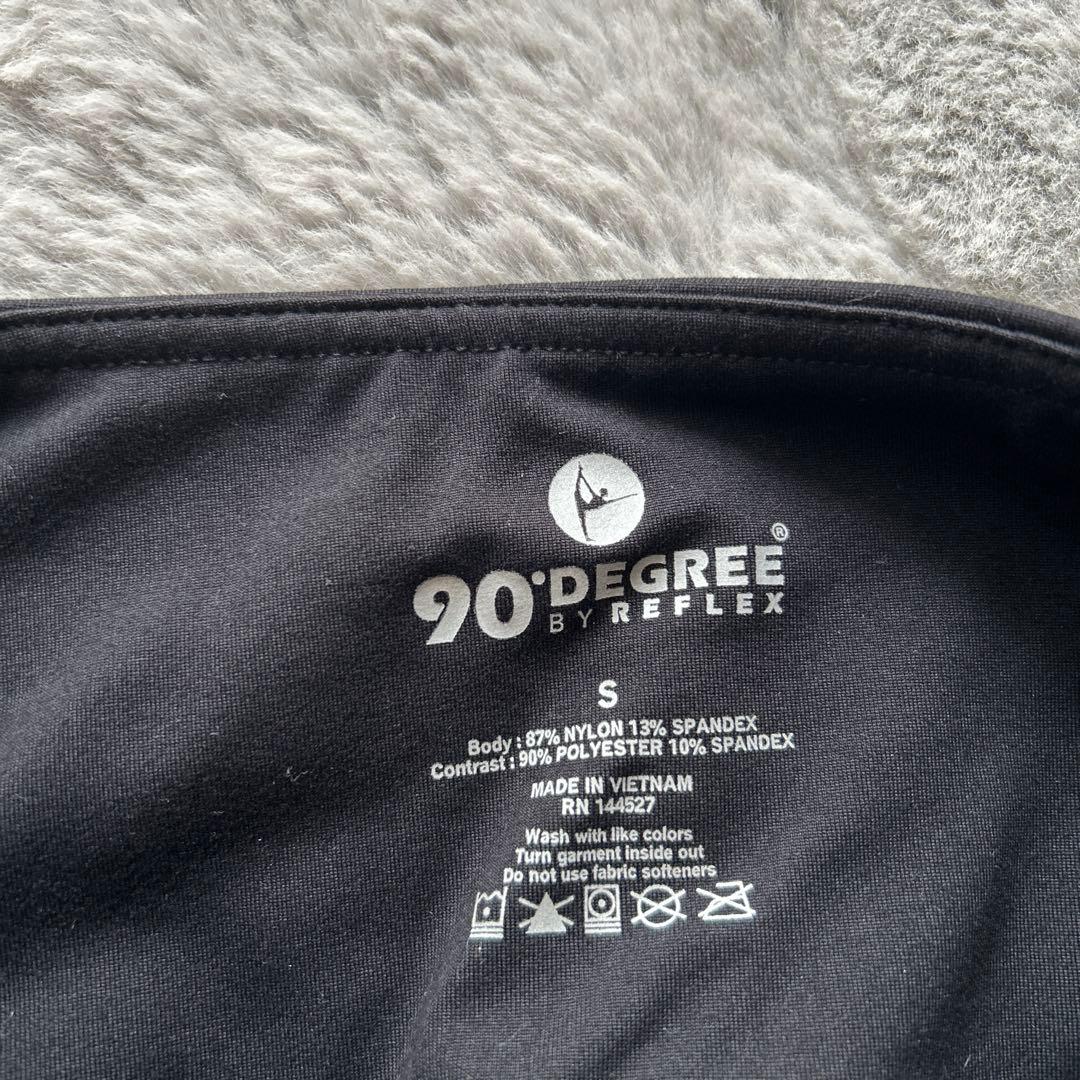 90°DEGREE®
BY REFLEX
S
Body : 87% NYLON 13% SPANDEX
Contrast : 90% POLYESTER 10% SPANDEX
MADE IN VIETNAM
RN 144527
Wash with like colors
Turn garment inside out
Do not use fabric softeners